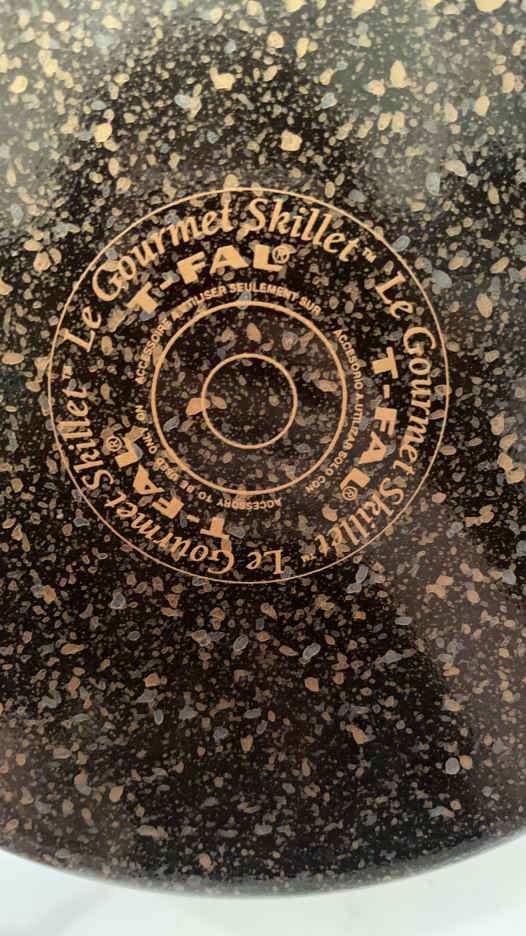 Le Gourmet Skillet™ Le Gourmet Skillet™ Le Gourmet Skillet™
T-FAL® T-FAL® T-FAL®
ACCESSOIRE A UTILISER SEULEMENT SUR
ACCESSORIO A UTILIZAR SOLO CON
ACCESSORY TO BE USED ONLY ON